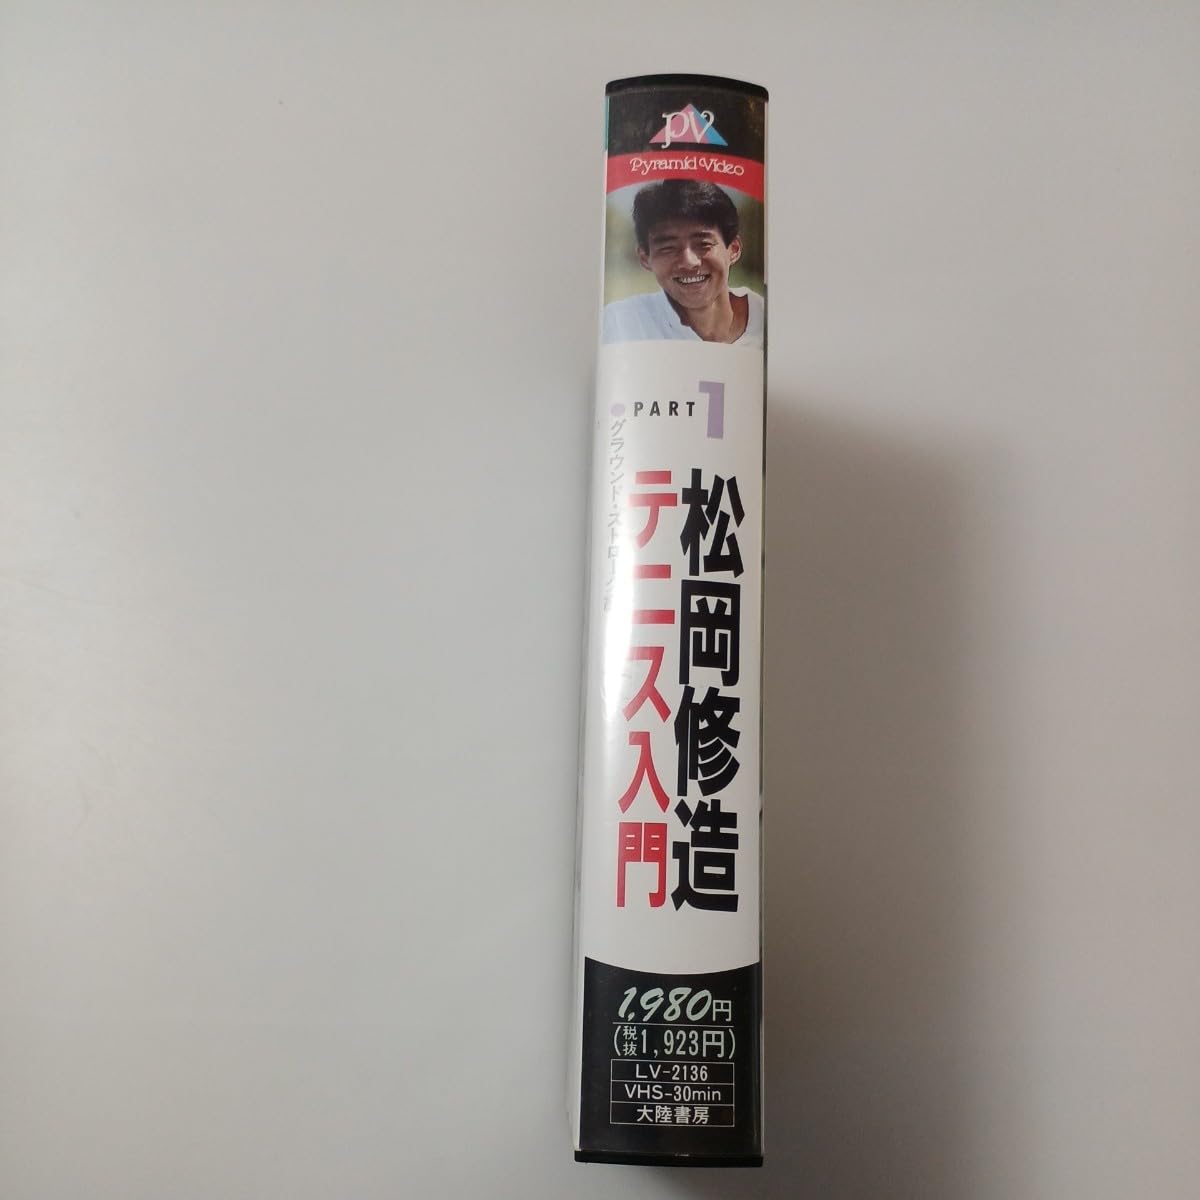 PV
Pyramid Video
PART 1
松岡修造
テニス入門
●グラウンド・ストローク
1,980円
(税抜1,923円)
LV-2136
VHS-30min
大陸書房